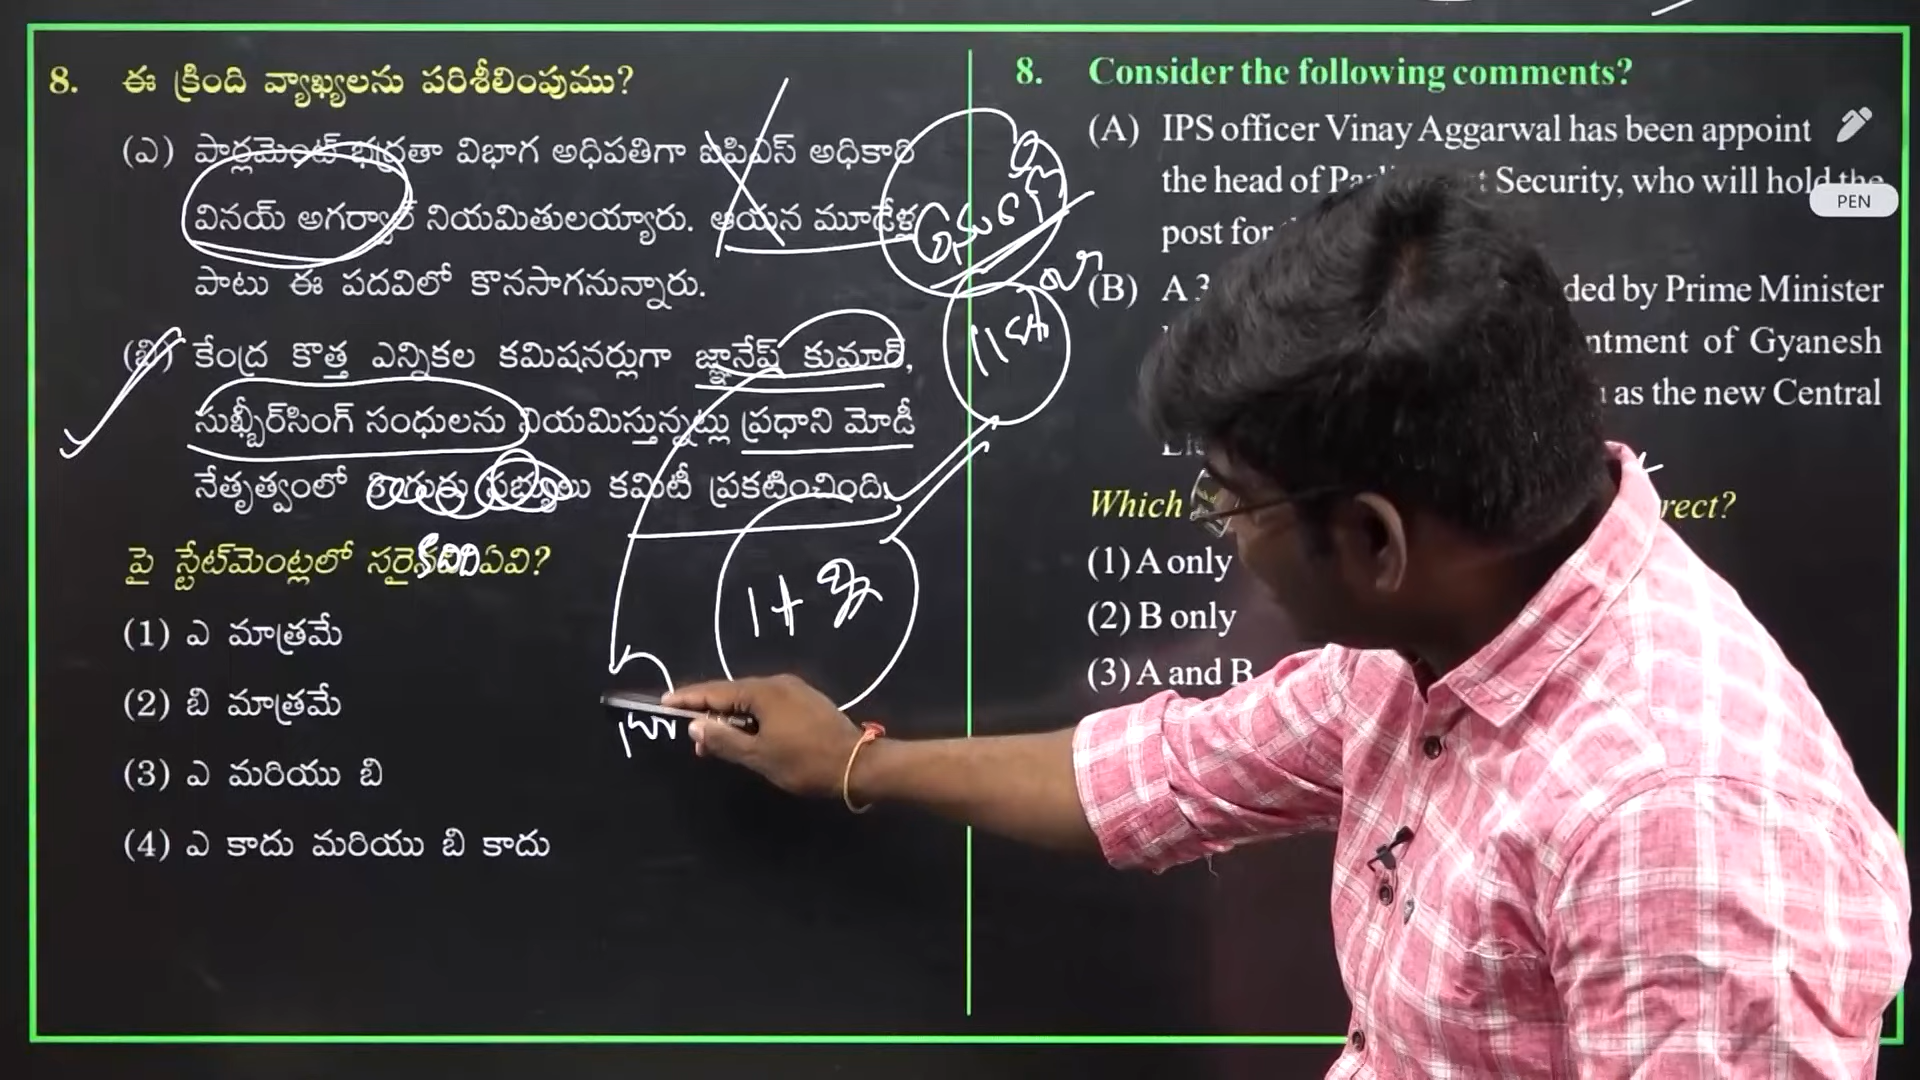 8. ఈ క్రింది వ్యాఖ్యలను పరిశీలింపుము?
(ఎ) పార్లమెంట్ భద్రతా విభాగ అధిపతిగా ఐపిఎస్ అధికారి
వినయ్ అగర్వాల్ నియమితులయ్యారు. ఆయన మూడేళ్ల
పాటు ఈ పదవిలో కొనసాగనున్నారు.
(బి) కేంద్ర కొత్త ఎన్నికల కమిషనర్లుగా జ్ఞానేష్ కుమార్,
సుఖ్బీర్‌సింగ్ సంధులను నియమిస్తున్నట్లు ప్రధాని మోడీ
నేతృత్వంలో సభ్యులు కమిటీ ప్రకటించింది.
పై స్టేట్‌మెంట్లలో ఏవి?
(1) ఎ మాత్రమే
(2) బి మాత్రమే
(3) ఎ మరియు బి
(4) ఎ కాదు మరియు బి కాదు
1+
8. Consider the following comments?
(A) IPS officer Vinay Aggarwal has been appoint
the head of Security, who will hold the
post for
(B) A 3 ded by Prime Minister
ntment of Gyanesh
as the new Central
Which rect?
(1) A only
(2) B only
(3) A and B
PEN